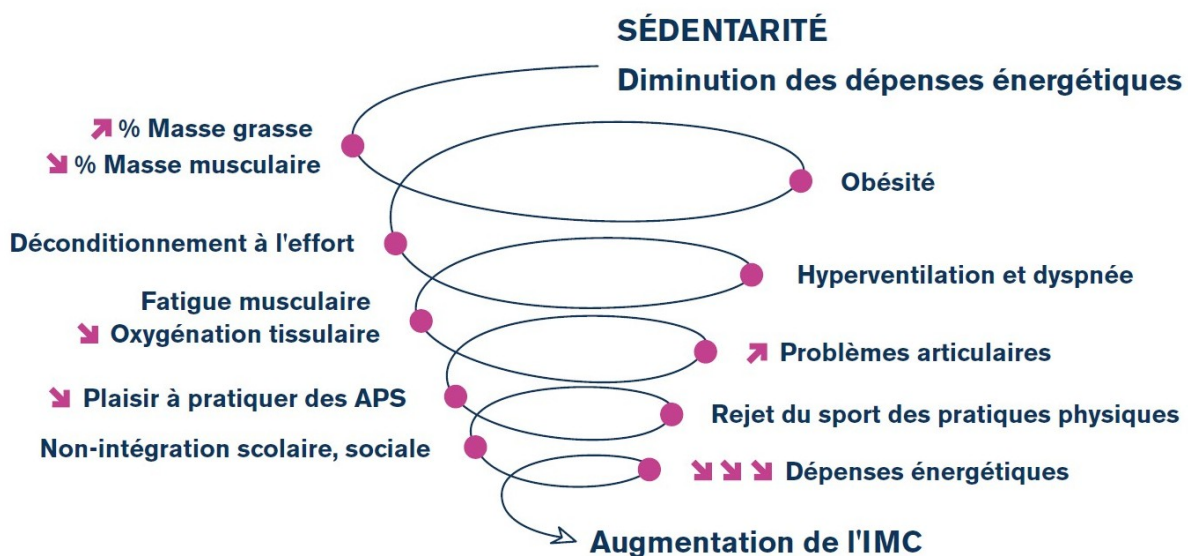 SÉDENTARITÉ
Diminution des dépenses énergétiques
↗ % Masse grasse
↘ % Masse musculaire
Obésité
Déconditionnement à l'effort
Hyperventilation et dyspnée
Fatigue musculaire
↘ Oxygénation tissulaire
↗ Problèmes articulaires
↘ Plaisir à pratiquer des APS
Rejet du sport des pratiques physiques
Non-intégration scolaire, sociale
↘ ↘ ↘ Dépenses énergétiques
Augmentation de l'IMC